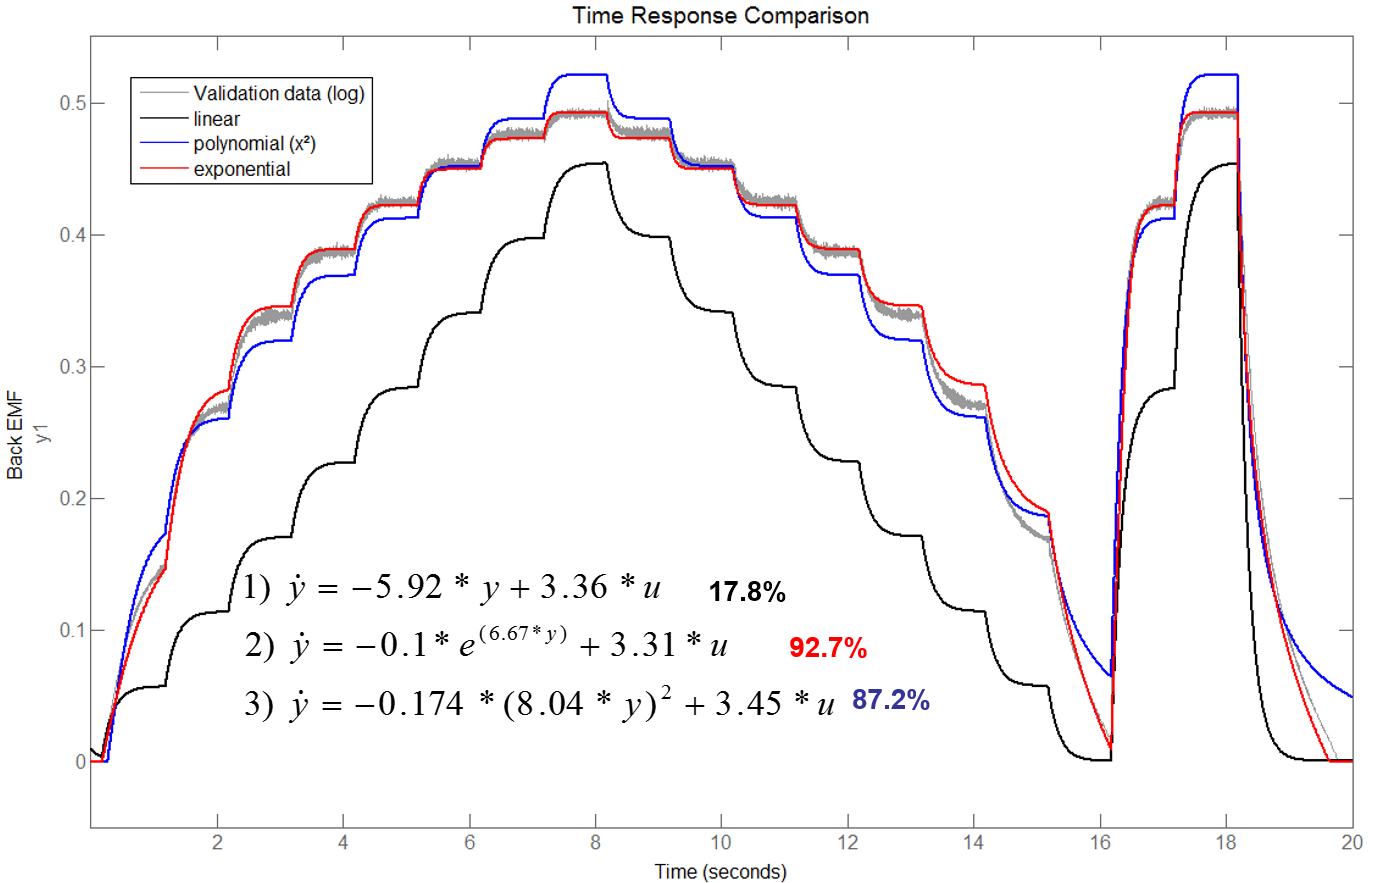 Time Response Comparison
Validation data (log)
linear
polynomial (x²)
exponential
0.5
0.4
0.3
0.2
0.1
0
Back EMF
y1
1) ẏ = −5.92 * y + 3.36 * u 17.8%
2) ẏ = −0.1 * e^(6.67*y) + 3.31 * u 92.7%
3) ẏ = −0.174 * (8.04 * y)² + 3.45 * u 87.2%
2 4 6 8 10 12 14 16 18 20
Time (seconds)